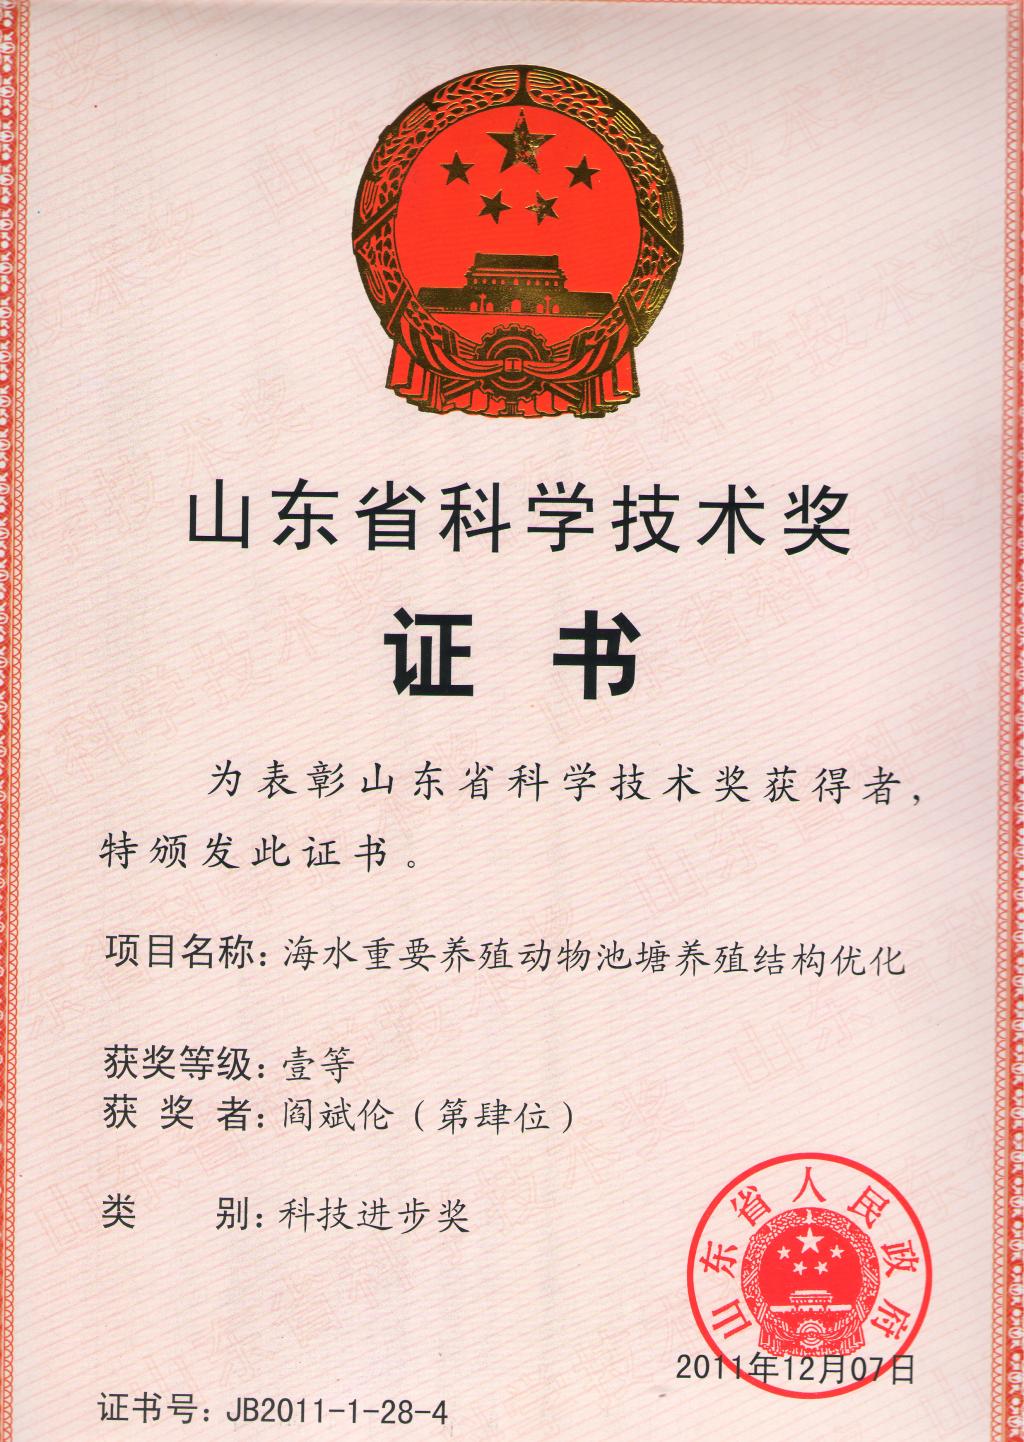 山东省科学技术奖
证书
为表彰山东省科学技术奖获得者，
特颁发此证书。
项目名称：海水重要养殖动物池塘养殖结构优化
获奖等级：壹等
获奖者：阎斌伦（第肆位）
类别：科技进步奖
山东省人民政府
2011年12月07日
证书号：JB2011-1-28-4